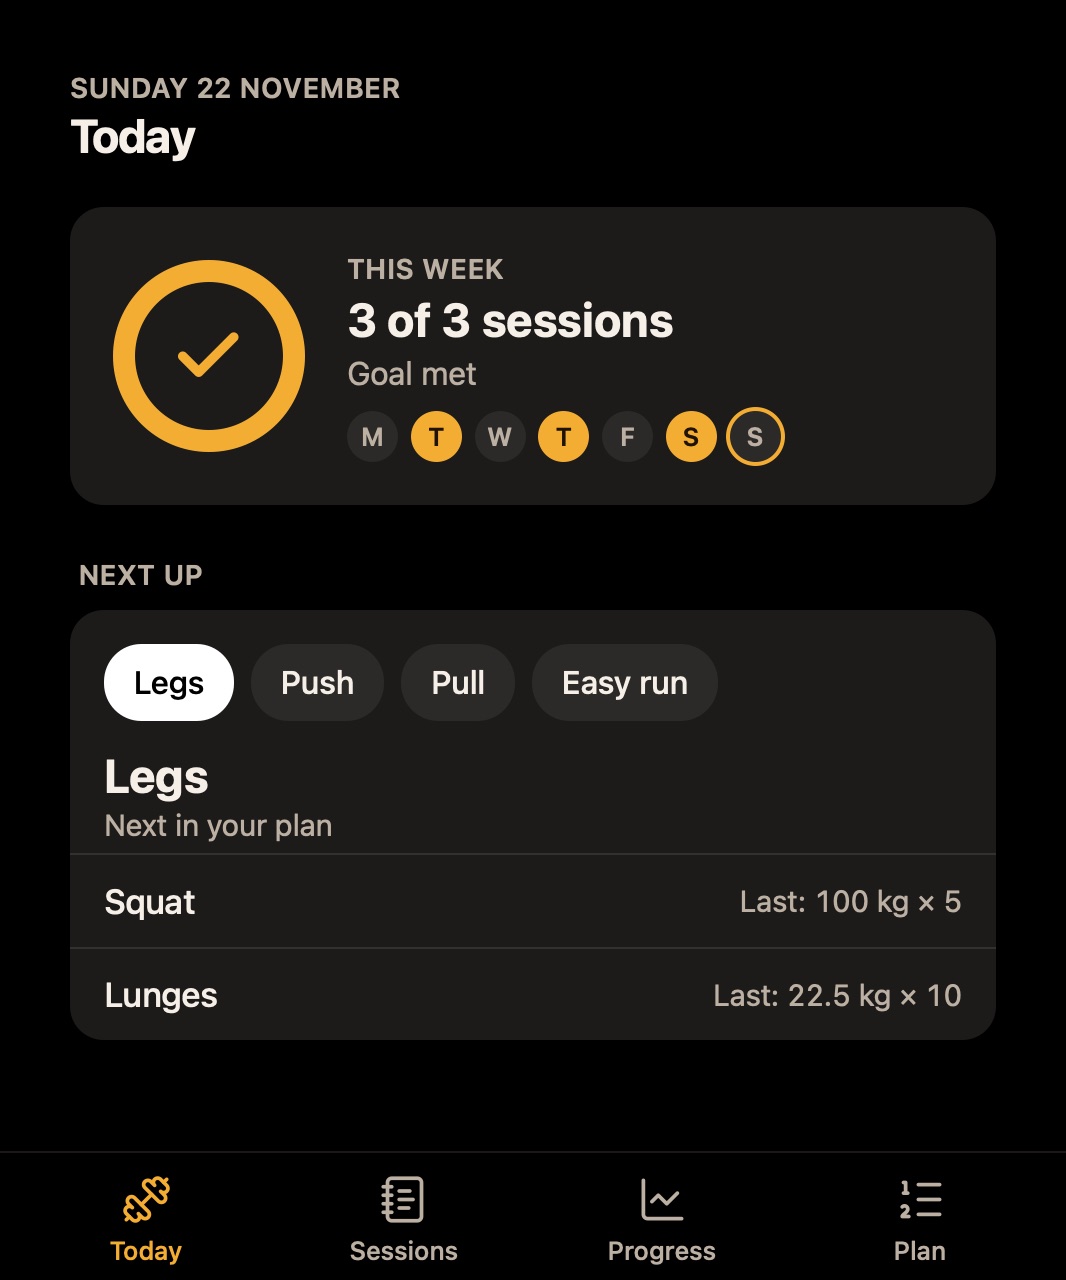 SUNDAY 22 NOVEMBER
Today
THIS WEEK
3 of 3 sessions
Goal met
M T W T F S S
NEXT UP
Legs Push Pull Easy run
Legs
Next in your plan
Squat Last: 100 kg × 5
Lunges Last: 22.5 kg × 10
Today Sessions Progress Plan